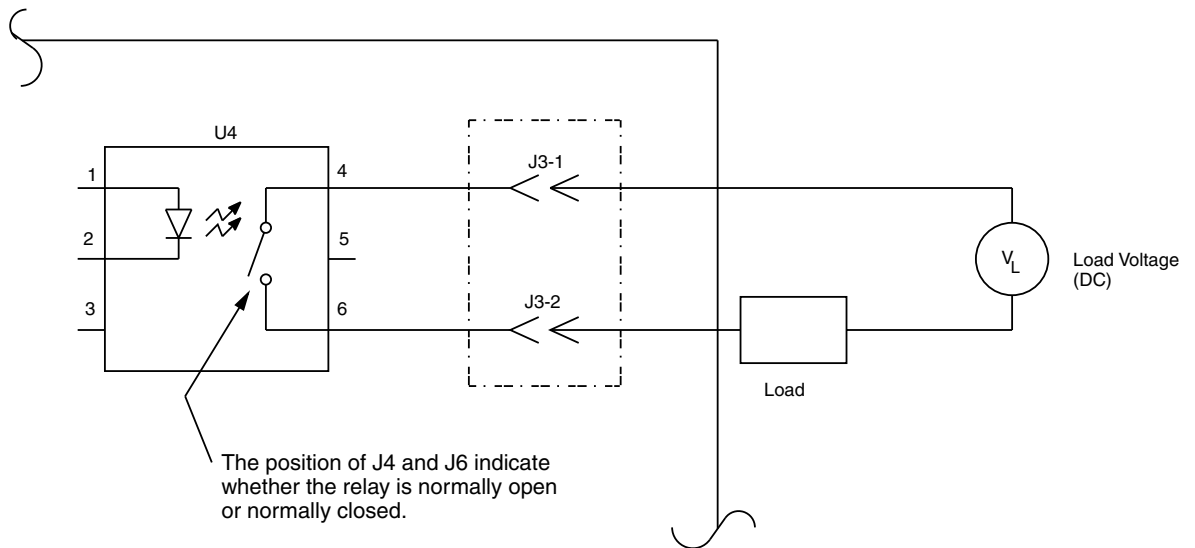 U4
1
2
3
4
5
6
J3-1
J3-2
VL
Load Voltage
(DC)
Load
The position of J4 and J6 indicate
whether the relay is normally open
or normally closed.